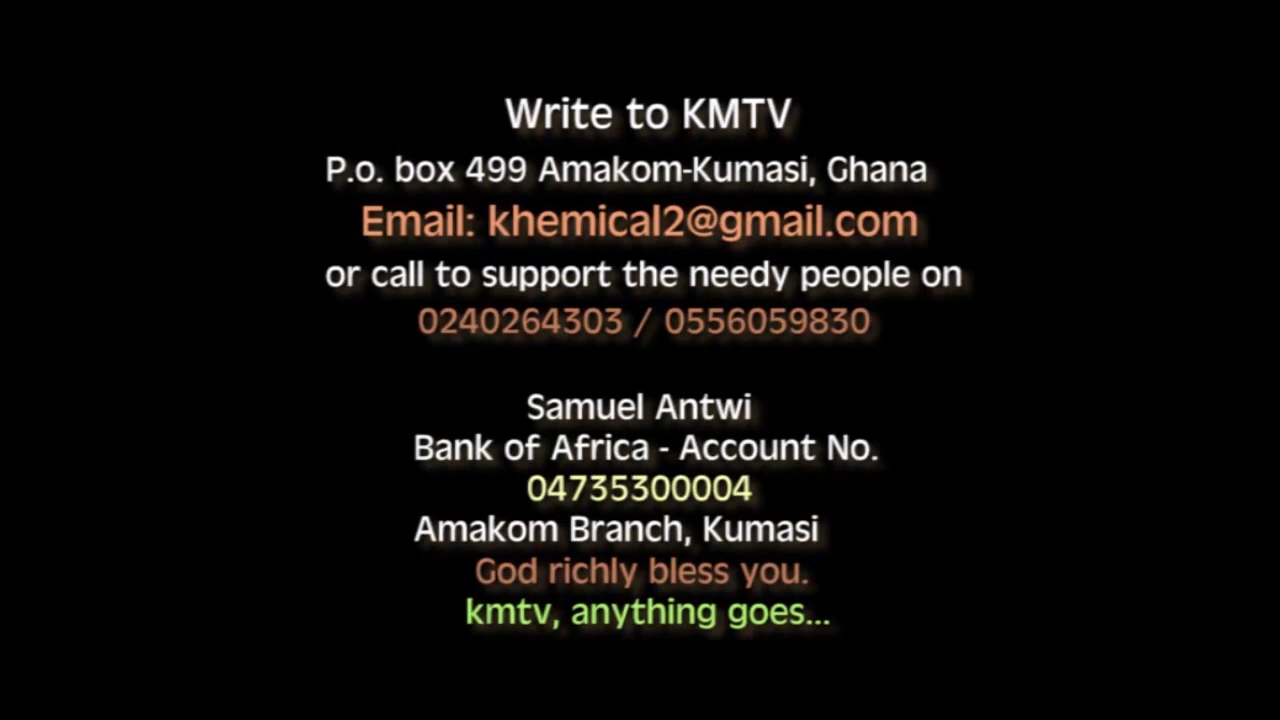 Write to KMTV
P.o. box 499 Amakom-Kumasi, Ghana
Email: khemical2@gmail.com
or call to support the needy people on
0240264303 / 0556059830
Samuel Antwi
Bank of Africa - Account No.
04735300004
Amakom Branch, Kumasi
God richly bless you.
kmtv, anything goes...